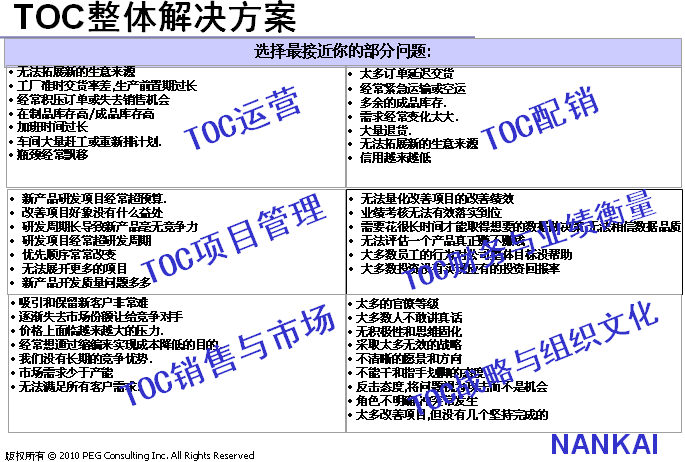 TOC整体解决方案
选择最接近你的部分问题:
• 无法拓展新的生意来源
• 工厂准时交货率差,生产前置期过长
• 经常积压订单或失去销售机会
• 在制品库存高/成品库存高
• 加班时间过长
• 车间大量赶工或重新排计划.
• 瓶颈经常飘移
TOC运营
• 太多订单延迟交货
• 经常紧急运输或空运
• 多余的成品库存.
• 需求经常变化太大.
• 大量退货.
• 无法拓展新的生意来源
• 信用越来越低
TOC配销
• 新产品研发项目经常超预算.
• 改善项目好象没有什么益处
• 研发周期长导致新产品毫无竞争力
• 研发项目经常超研发周期
• 优先顺序常常改变
• 无法展开更多的项目
• 新产品开发质量问题多多
TOC项目管理
• 无法量化改善项目的改善绩效
• 业绩考核无法有效落实到位
• 需要花很长时间才能取得想要的数据做决策,无法相信数据品质
• 无法评估一个产品真正赚不赚钱
• 大多数员工的行为对公司整体目标没帮助
• 大多数投资没有实现应有的投资回报率
TOC财务与业绩衡量
• 吸引和保留新客户非常难
• 逐渐失去市场份额让给竞争对手
• 价格上面临越来越大的压力.
• 经常想通过缩编来实现成本降低的目的
• 我们没有长期的竞争优势.
• 市场需求少于产能
• 无法满足所有客户需求
TOC销售与市场
• 太多的官僚等级
• 大多数人不敢讲真话
• 无积极性和思维固化
• 采取太多无效的战略
• 不清晰的愿景和方向
• 不能干和指手划脚的态度
• 反击态度,将问题视为攻击而不是机会
• 角色不明确,冲突常发生
• 太多改善项目,但没有几个坚持完成的
TOC战略与组织文化
NANKAI
版权所有 © 2010 PEG Consulting Inc. All Rights Reserved